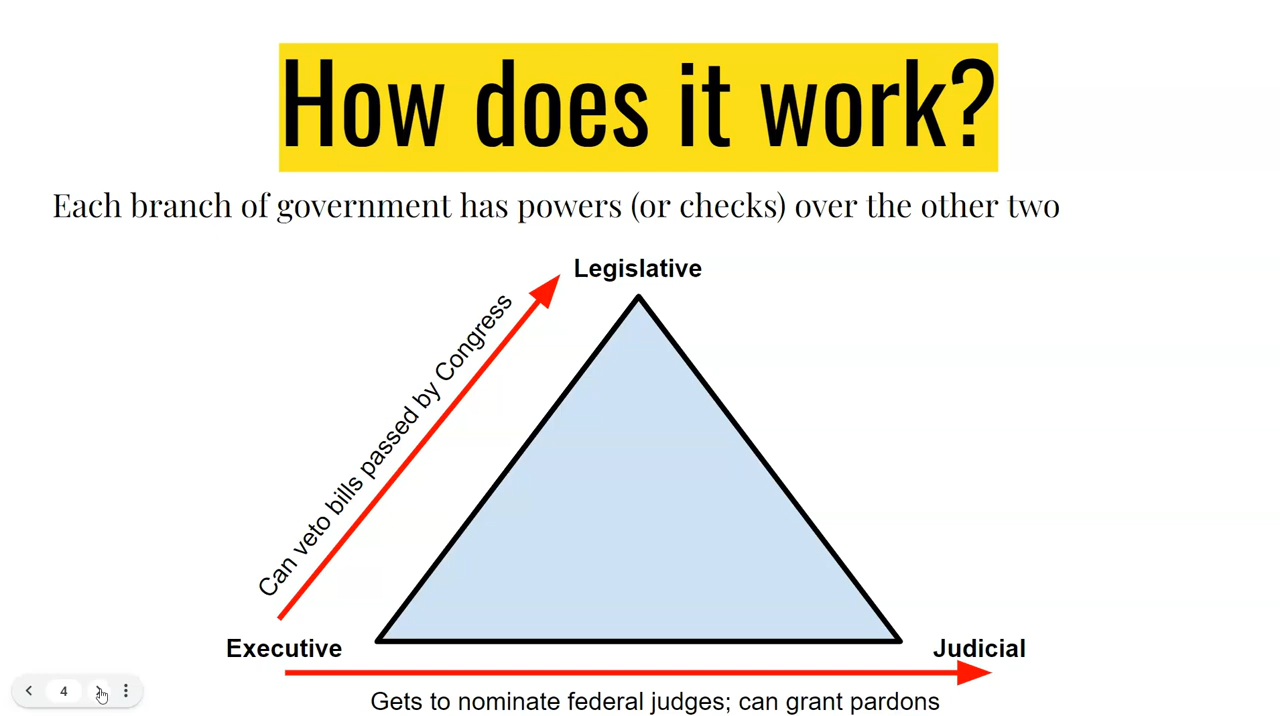 How does it work?
Each branch of government has powers (or checks) over the other two
Legislative
Can veto bills passed by Congress
Executive
Judicial
Gets to nominate federal judges; can grant pardons
4